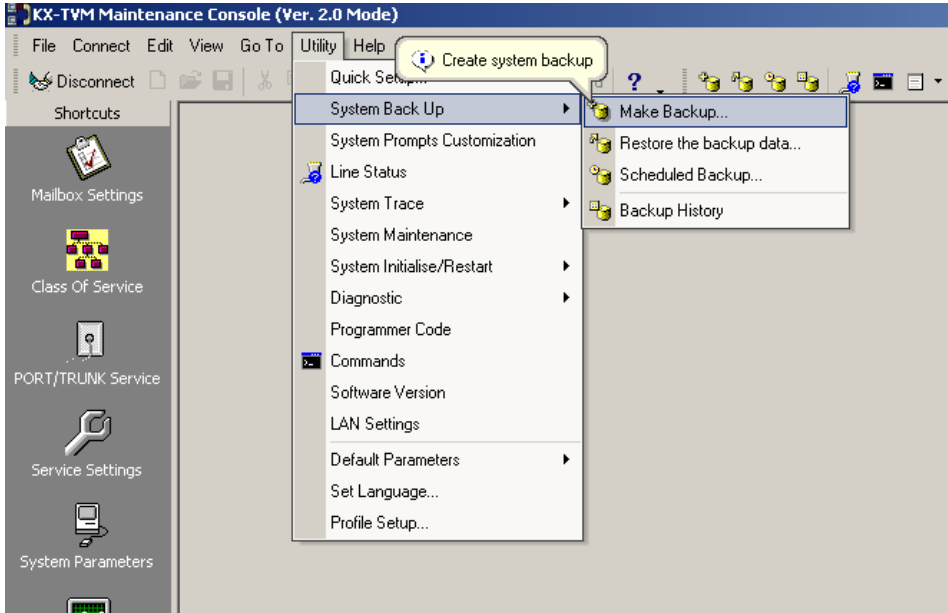 KX-TVM Maintenance Console (Ver. 2.0 Mode)
File Connect Edit View Go To Utility Help
Create system backup
Disconnect
?
Shortcuts
Mailbox Settings
Class Of Service
PORT/TRUNK Service
Service Settings
System Parameters
Quick
System Back Up
System Prompts Customization
Line Status
System Trace
System Maintenance
System Initialise/Restart
Diagnostic
Programmer Code
Commands
Software Version
LAN Settings
Default Parameters
Set Language...
Profile Setup...
Make Backup...
Restore the backup data...
Scheduled Backup...
Backup History